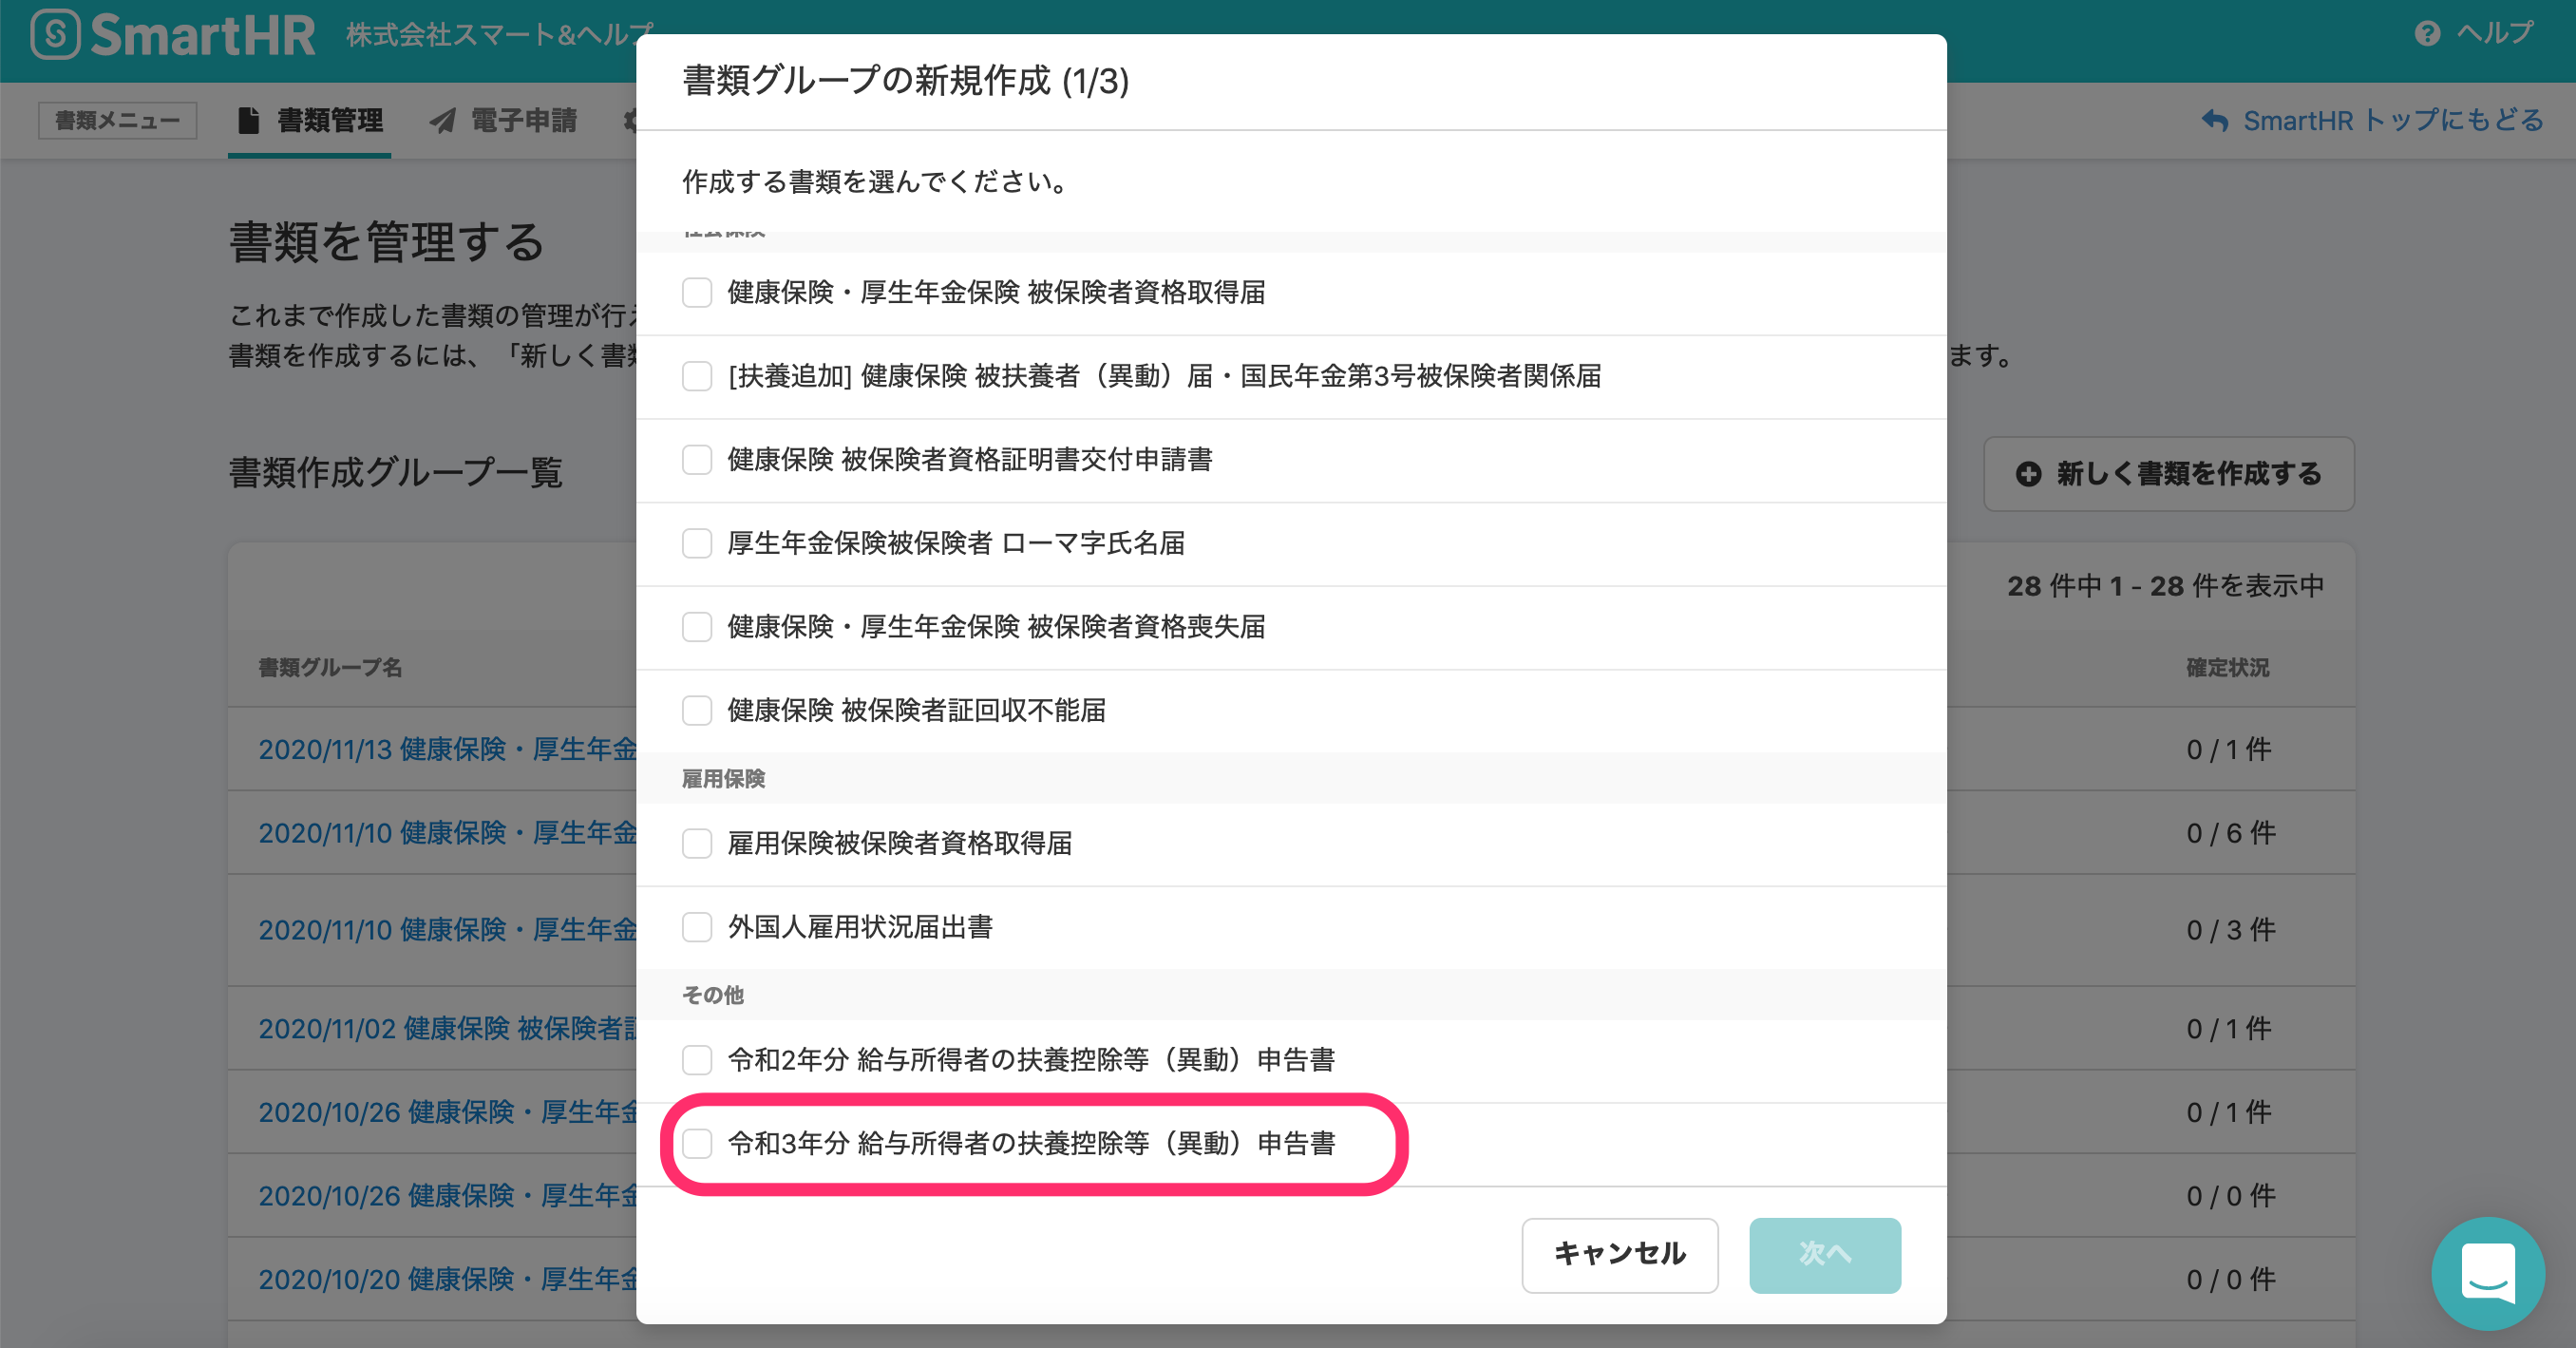 SmartHR 株式会社スマート&ヘルプ
ヘルプ
書類メニュー 書類管理 電子申請
SmartHR トップにもどる
書類を管理する
これまで作成した書類の管理が行え
書類を作成するには、「新しく書類
ます。
書類作成グループ一覧
新しく書類を作成する
28 件中 1 - 28 件を表示中
書類グループ名
確定状況
2020/11/13 健康保険・厚生年金
0 / 1 件
2020/11/10 健康保険・厚生年金
0 / 6 件
2020/11/10 健康保険・厚生年金
0 / 3 件
2020/11/02 健康保険 被保険者証
0 / 1 件
2020/10/26 健康保険・厚生年金
0 / 1 件
2020/10/26 健康保険・厚生年金
0 / 0 件
2020/10/20 健康保険・厚生年金
0 / 0 件
書類グループの新規作成 (1/3)
作成する書類を選んでください。
社会保険
健康保険・厚生年金保険 被保険者資格取得届
[扶養追加] 健康保険 被扶養者（異動）届・国民年金第3号被保険者関係届
健康保険 被保険者資格証明書交付申請書
厚生年金保険被保険者 ローマ字氏名届
健康保険・厚生年金保険 被保険者資格喪失届
健康保険 被保険者証回収不能届
雇用保険
雇用保険被保険者資格取得届
外国人雇用状況届出書
その他
令和2年分 給与所得者の扶養控除等（異動）申告書
令和3年分 給与所得者の扶養控除等（異動）申告書
キャンセル
次へ